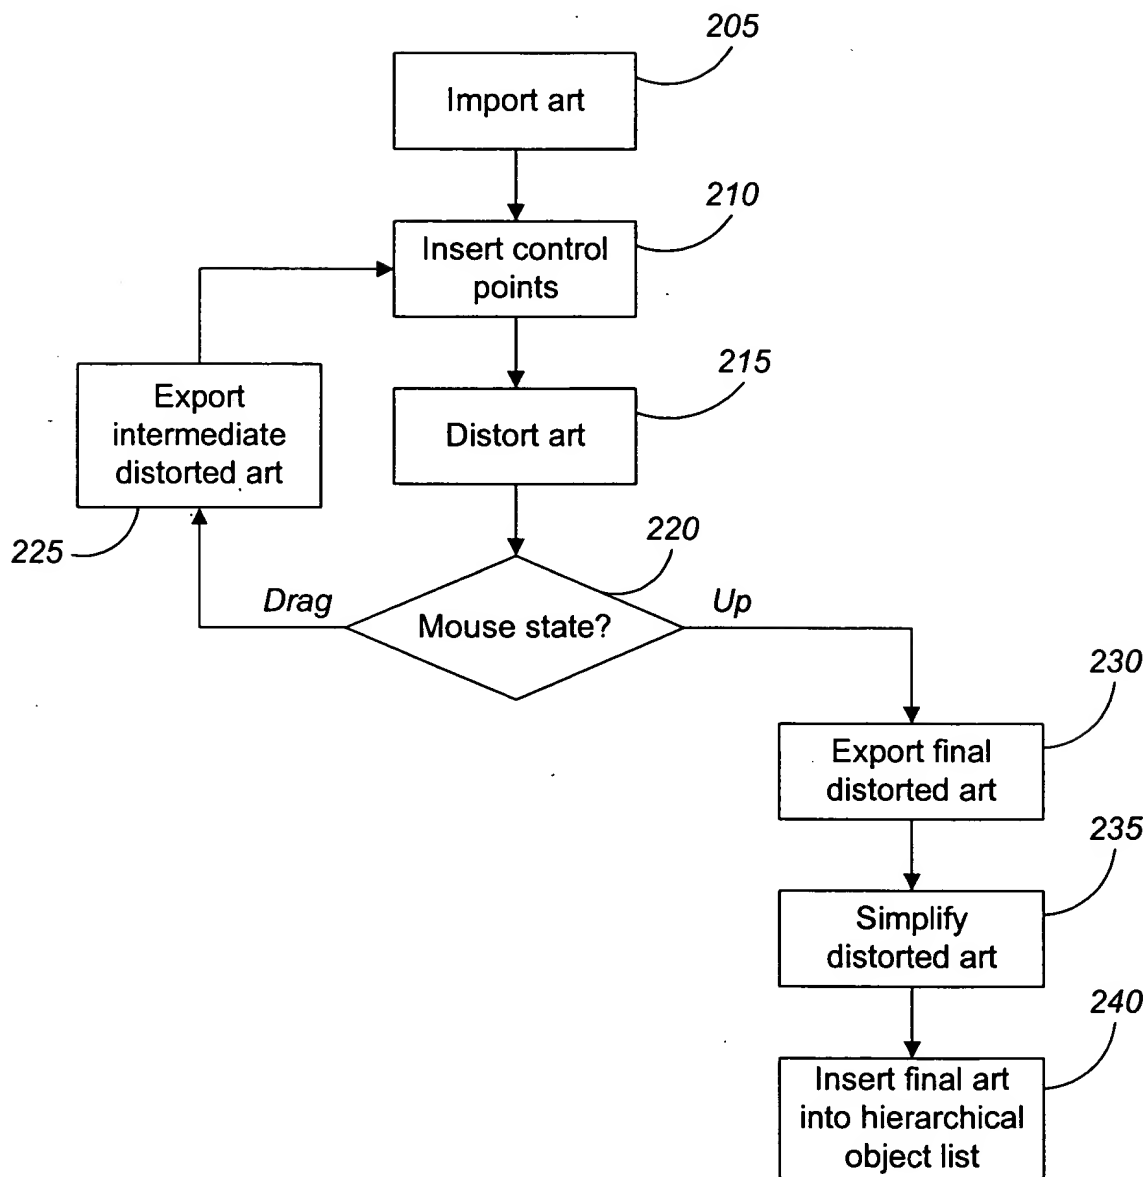 205
Import art
210
Insert control
points
215
Export
intermediate
distorted art
Distort art
225
220
Drag
Mouse state?
Up
230
Export final
distorted art
235
Simplify
distorted art
240
Insert final art
into hierarchical
object list